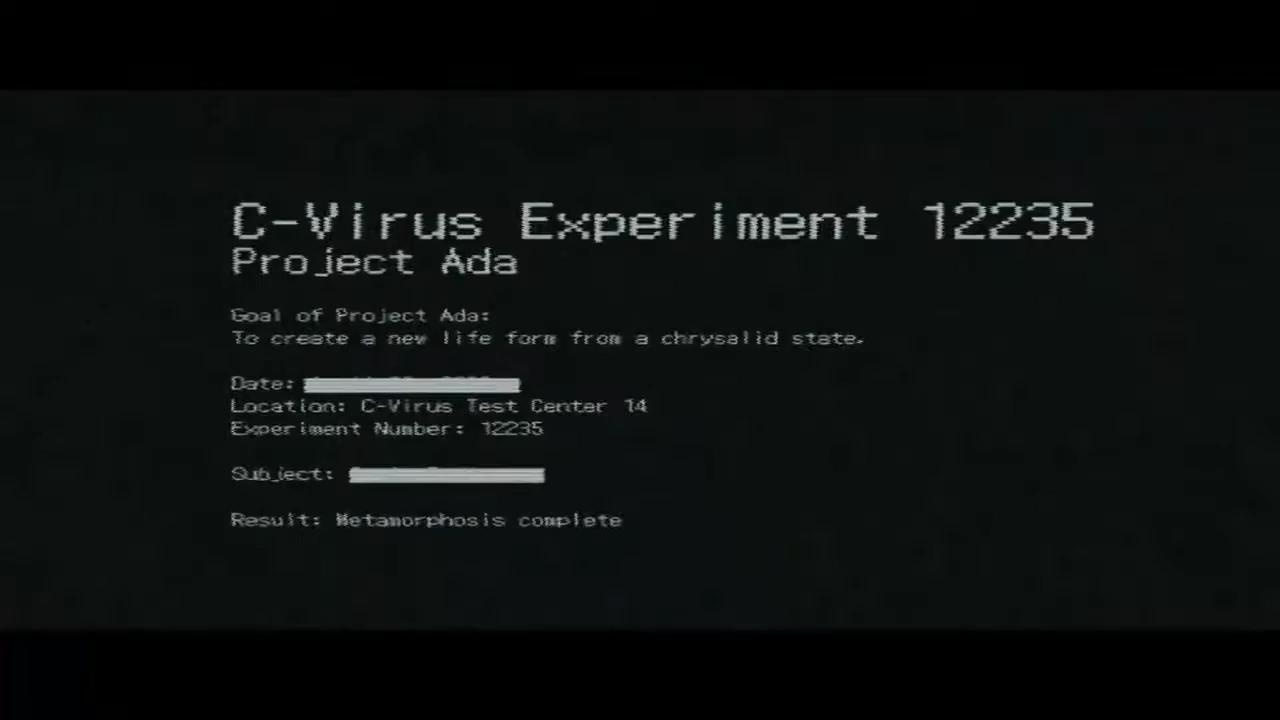 C-Virus Experiment 12235
Project Ada
Goal of Project Ada:
To create a new life form from a chrysalid state.
Date:
Location: C-Virus Test Center 14
Experiment Number: 12235
Subject:
Result: Metamorphosis complete